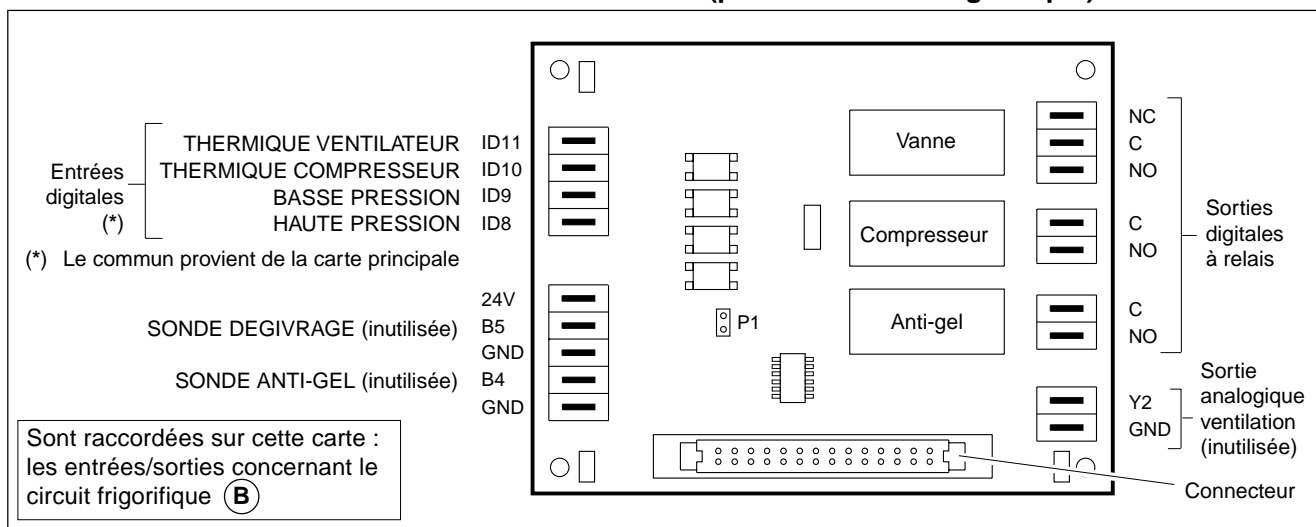 THERMIQUE VENTILATEUR ID11
THERMIQUE COMPRESSEUR ID10
BASSE PRESSION ID9
HAUTE PRESSION ID8
Entrées
digitales
(*)
(*) Le commun provient de la carte principale
24V
SONDE DEGIVRAGE (inutilisée) B5
GND
SONDE ANTI-GEL (inutilisée) B4
GND
Sont raccordées sur cette carte :
les entrées/sorties concernant le
circuit frigorifique B
P1
Vanne
Compresseur
Anti-gel
NC
C
NO
C
NO
C
NO
Sorties
digitales
à relais
Y2
GND
Sortie
analogique
ventilation
(inutilisée)
Connecteur